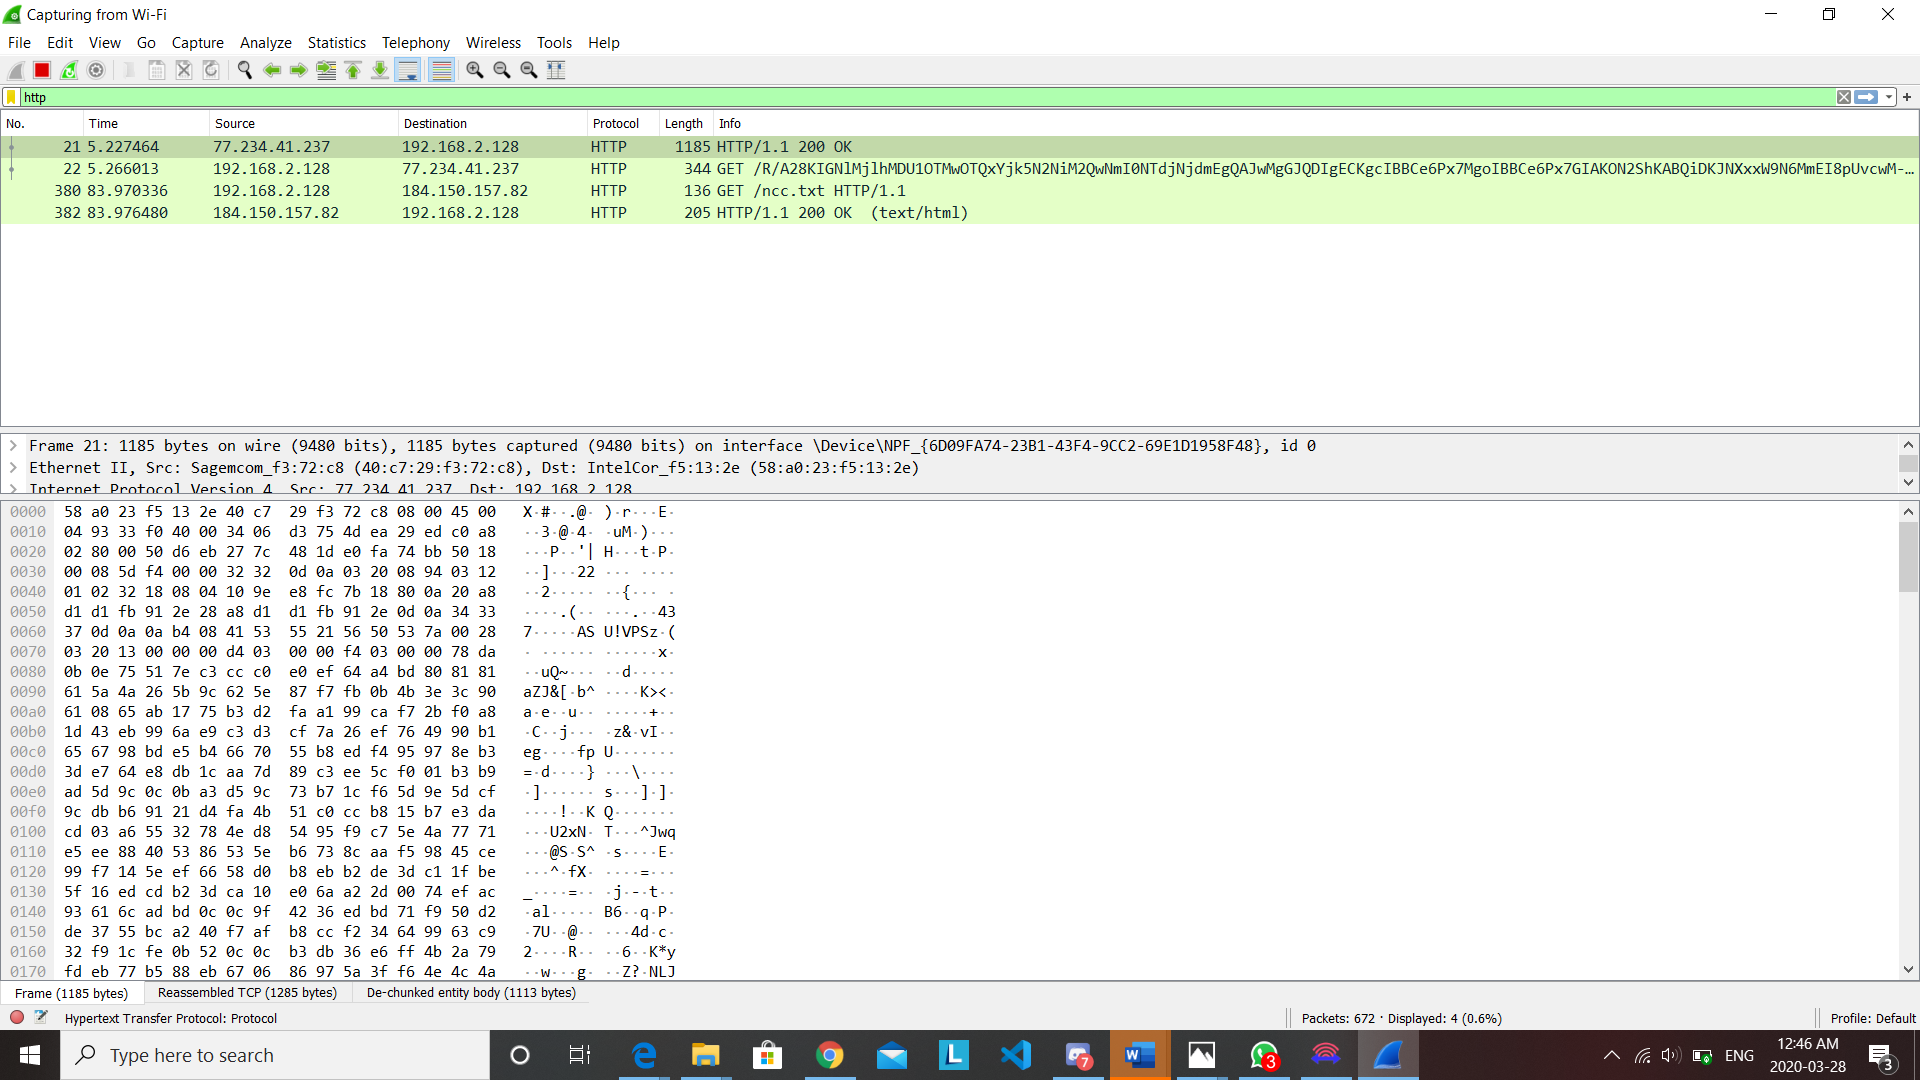 Capturing from Wi-Fi
File Edit View Go Capture Analyze Statistics Telephony Wireless Tools Help
http
No. Time Source Destination Protocol Length Info
21 5.227464 77.234.41.237 192.168.2.128 HTTP 1185 HTTP/1.1 200 OK
22 5.266013 192.168.2.128 77.234.41.237 HTTP 344 GET
380 83.970336 192.168.2.128 184.150.157.82 HTTP 136 GET /ncc.txt HTTP/1.1
382 83.976480 184.150.157.82 192.168.2.128 HTTP 205 HTTP/1.1 200 OK (text/html)
Frame 21: 1185 bytes on wire (9480 bits), 1185 bytes captured (9480 bits) on interface \Device\NPF_{6D09FA74-23B1-43F4-9CC2-69E1D1958F48}, id 0
Ethernet II, Src: Sagemcom_f3:72:c8 (40:c7:29:f3:72:c8), Dst: IntelCor_f5:13:2e (58:a0:23:f5:13:2e)
Internet Protocol Version 4, Src: 77.234.41.237, Dst: 192.168.2.128
0000 58 a0 23 f5 13 2e 40 c7 29 f3 72 c8 08 00 45 00 X·#··.@· )·r···E·
0010 04 93 33 f0 40 00 34 06 d3 75 4d ea 29 ed c0 a8 ··3·@·4· ·uM·)···
0020 02 80 00 50 d6 eb 27 7c 48 1d e0 fa 74 bb 50 18 ···P··'| H···t·P·
0030 00 08 5d f4 00 00 32 32 0d 0a 03 20 08 94 03 12 ··]···22 ··· ····
0040 01 02 32 18 08 04 10 9e e8 fc 7b 18 80 0a 20 a8 ··2····· ··{··· ·
0050 d1 d1 fb 91 2e 28 a8 d1 d1 fb 91 2e 0d 0a 34 33 ····.(·· ···.··43
0060 37 0d 0a 0a b4 08 41 53 55 21 56 50 53 7a 00 28 7·····AS U!VPSz·(
0070 03 20 13 00 00 00 d4 03 00 00 f4 03 00 00 78 da · ······ ······x·
0080 0b 0e 75 51 7e c3 cc c0 e0 ef 64 a4 bd 80 81 81 ··uQ~··· ··d·····
0090 61 5a 4a 26 5b 9c 62 5e 87 f7 fb 0b 4b 3e 3c 90 aZJ&[·b^ ····K><·
00a0 61 08 65 ab 17 75 b3 d2 fa a1 99 ca f7 2b f0 a8 a·e··u·· ·····+··
00b0 1d 43 eb 99 6a e9 c3 d3 cf 7a 26 ef 76 49 90 b1 ·C··j··· ·z&·vI··
00c0 65 67 98 bd e5 b4 66 70 55 b8 ed f4 95 97 8e b3 eg····fp U·······
00d0 3d e7 64 e8 db 1c aa 7d 89 c3 ee 5c f0 01 b3 b9 =·d····} ···\····
00e0 ad 5d 9c 0c 0b a3 d5 9c 73 b7 1c f6 5d 9e 5d cf ·]······ s···]·]·
00f0 9c db b6 91 21 d4 fa 4b 51 c0 cc b8 15 b7 e3 da ····!··K Q·······
0100 cd 03 a6 55 32 78 4e d8 54 95 f9 c7 5e 4a 77 71 ···U2xN· T···^Jwq
0110 e5 ee 88 40 53 86 53 5e b6 73 8c aa f5 98 45 ce ···@S·S^ ·s····E·
0120 99 f7 14 5e ef 66 58 d0 b8 eb b2 de 3d c1 1f be ···^·fX· ····=···
0130 5f 16 ed cd b2 3d ca 10 e0 6a a2 2d 00 74 ef ac _····=·· ·j·-·t··
0140 93 61 6c ad bd 0c 0c 9f 42 36 ed bd 71 f9 50 d2 ·al····· B6··q·P·
0150 de 37 55 bc a2 40 f7 af b8 cc f2 34 64 99 63 c9 ·7U··@·· ···4d·c·
0160 32 f9 1c fe 0b 52 0c 0c b3 db 36 e6 ff 4b 2a 79 2····R·· ··6··K*y
0170 fd eb 77 b5 88 eb 67 06 86 97 5a 3f f6 4e 4c 4a ··w···g· ··Z?·NLJ
Frame (1185 bytes) Reassembled TCP (1285 bytes) De-chunked entity body (1113 bytes)
Hypertext Transfer Protocol: Protocol Packets: 672 · Displayed: 4 (0.6%) Profile: Default
Type here to search 7 3 ENG 12:46 AM
2020-03-28 3